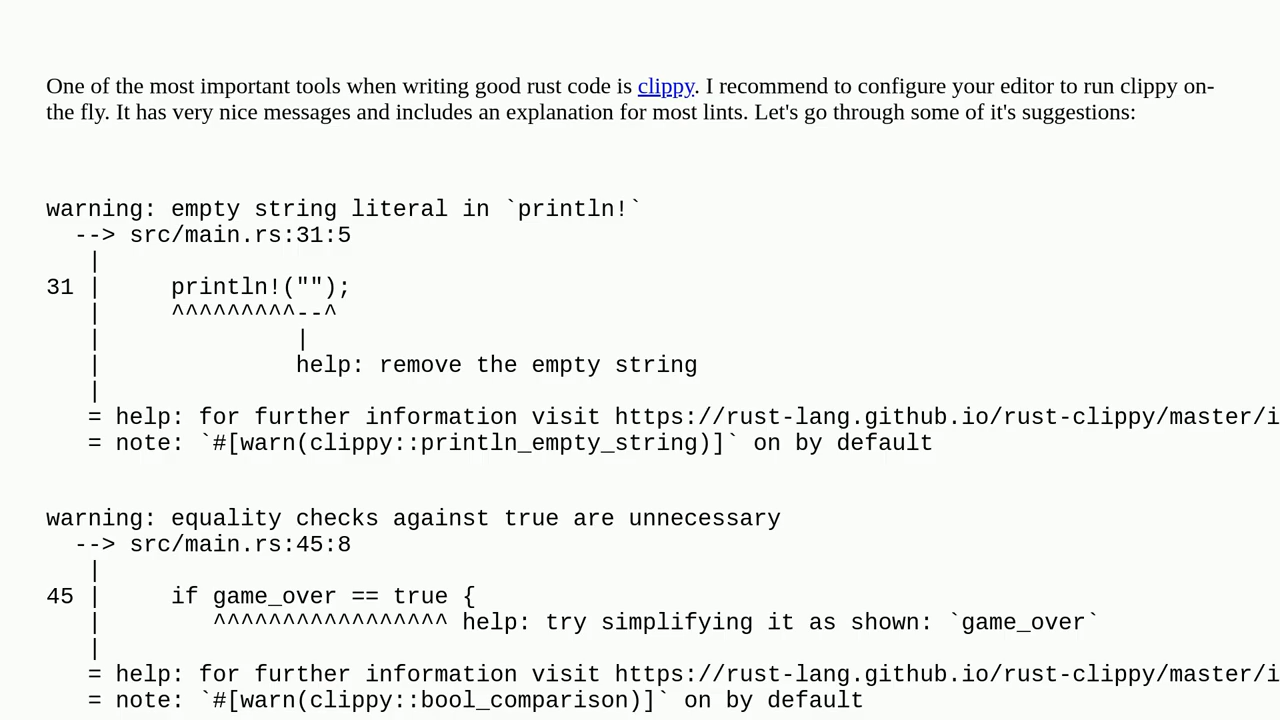 One of the most important tools when writing good rust code is clippy. I recommend to configure your editor to run clippy on-
the fly. It has very nice messages and includes an explanation for most lints. Let's go through some of it's suggestions:
warning: empty string literal in `println!`
  --> src/main.rs:31:5
   |
31 |     println!("");
   |     ^^^^^^^^^--^
   |              |
   |              help: remove the empty string
   |
   = help: for further information visit https://rust-lang.github.io/rust-clippy/master/i
   = note: `#[warn(clippy::println_empty_string)]` on by default
warning: equality checks against true are unnecessary
  --> src/main.rs:45:8
   |
45 |     if game_over == true {
   |        ^^^^^^^^^^^^^^^^^ help: try simplifying it as shown: `game_over`
   |
   = help: for further information visit https://rust-lang.github.io/rust-clippy/master/i
   = note: `#[warn(clippy::bool_comparison)]` on by default